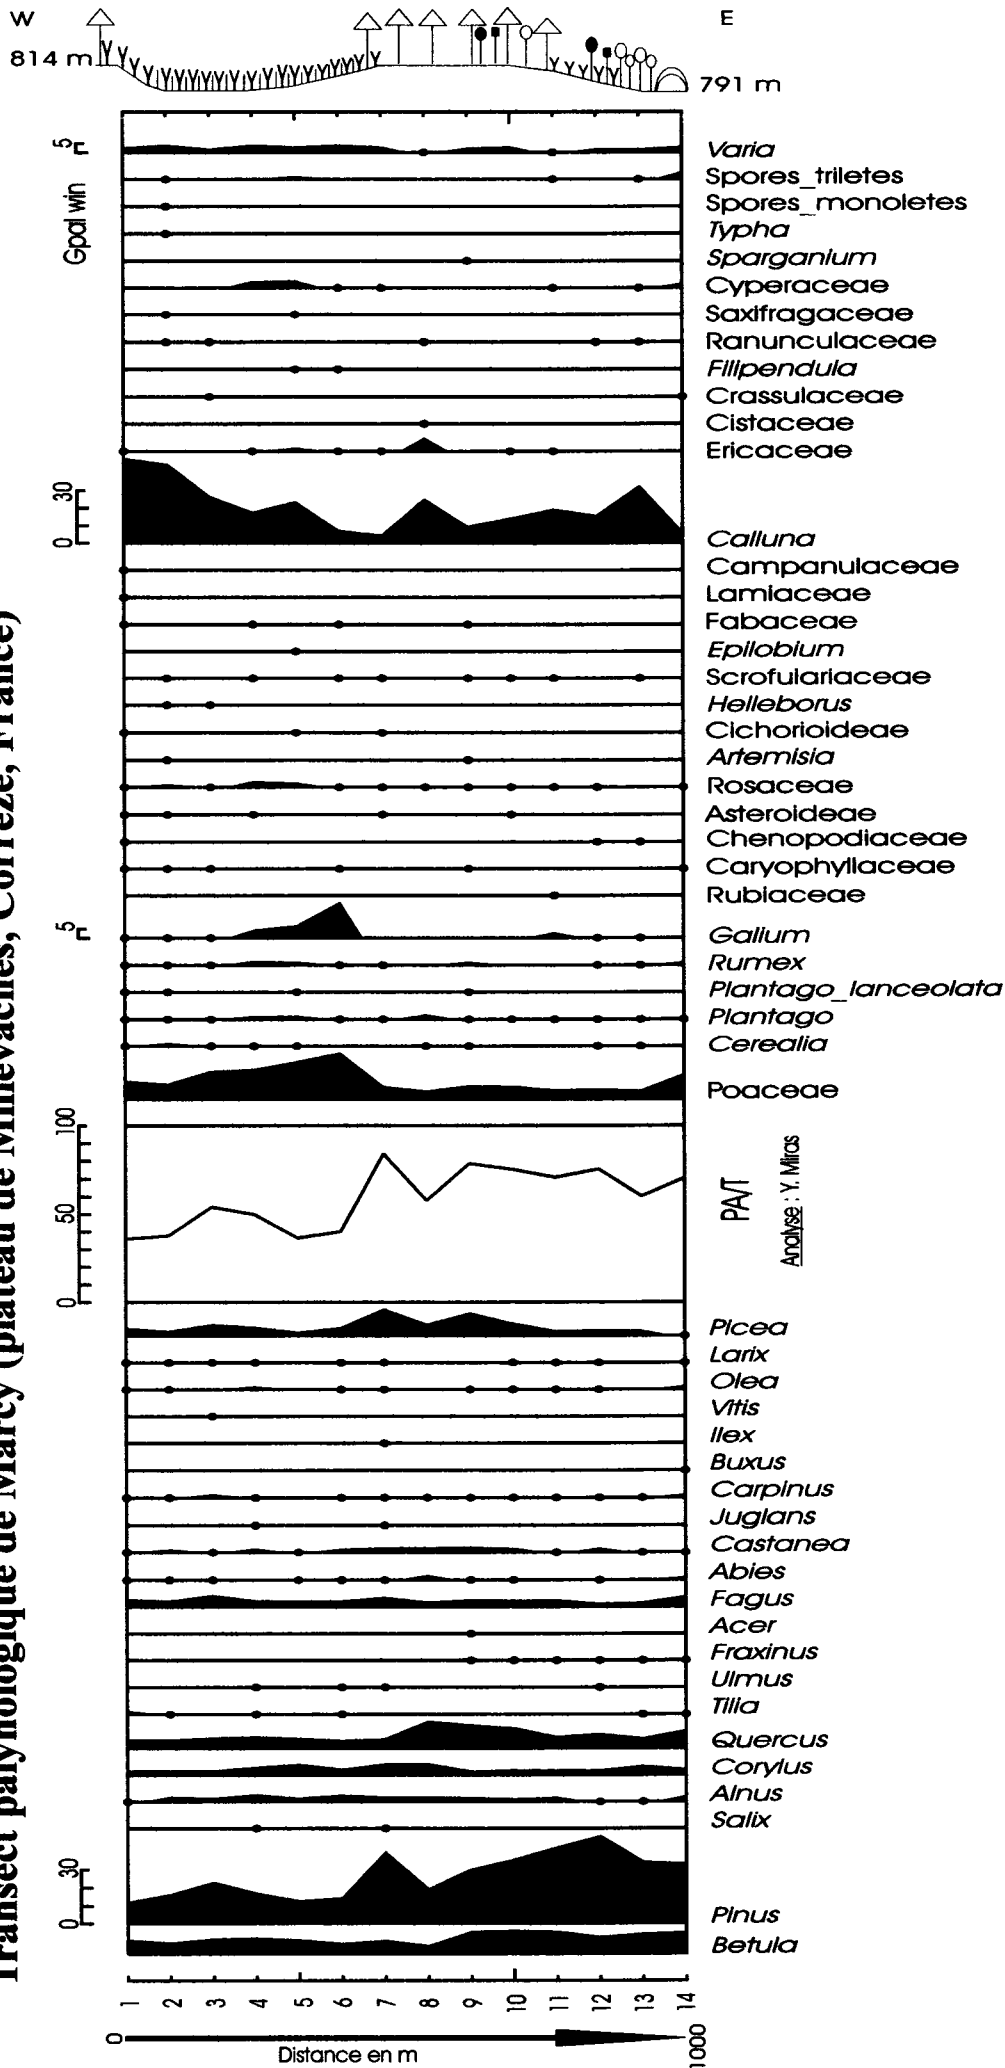 Transect palynologique de Marcy (plateau de Millevaches, Corrèze, France)
W
E
814 m
791 m
Gpal win
5
Varia
Spores_triletes
Spores_monoletes
Typha
Sparganium
Cyperaceae
Saxifragaceae
Ranunculaceae
Filipendula
Crassulaceae
Cistaceae
Ericaceae
30
0
Calluna
Campanulaceae
Lamiaceae
Fabaceae
Epilobium
Scrofulariaceae
Helleborus
Cichorioideae
Artemisia
Rosaceae
Asteroideae
Chenopodiaceae
Caryophyllaceae
Rubiaceae
5
Galium
Rumex
Plantago_lanceolata
Plantago
Cerealia
Poaceae
100
50
0
PA/T
Analyse : Y. Miras
Picea
Larix
Olea
Vitis
Ilex
Buxus
Carpinus
Juglans
Castanea
Abies
Fagus
Acer
Fraxinus
Ulmus
Tilia
Quercus
Corylus
Alnus
Salix
30
0
Pinus
Betula
1 2 3 4 5 6 7 8 9 10 11 12 13 14
0
1000
Distance en m